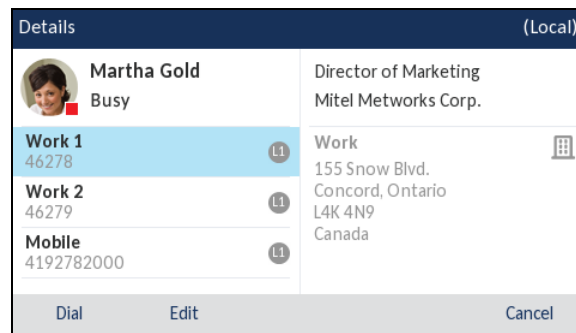 Details (Local)
Martha Gold
Busy
Work 1
46278
L1
Work 2
46279
L1
Mobile
4192782000
L1
Director of Marketing
Mitel Metworks Corp.
Work
155 Snow Blvd.
Concord, Ontario
L4K 4N9
Canada
Dial Edit Cancel